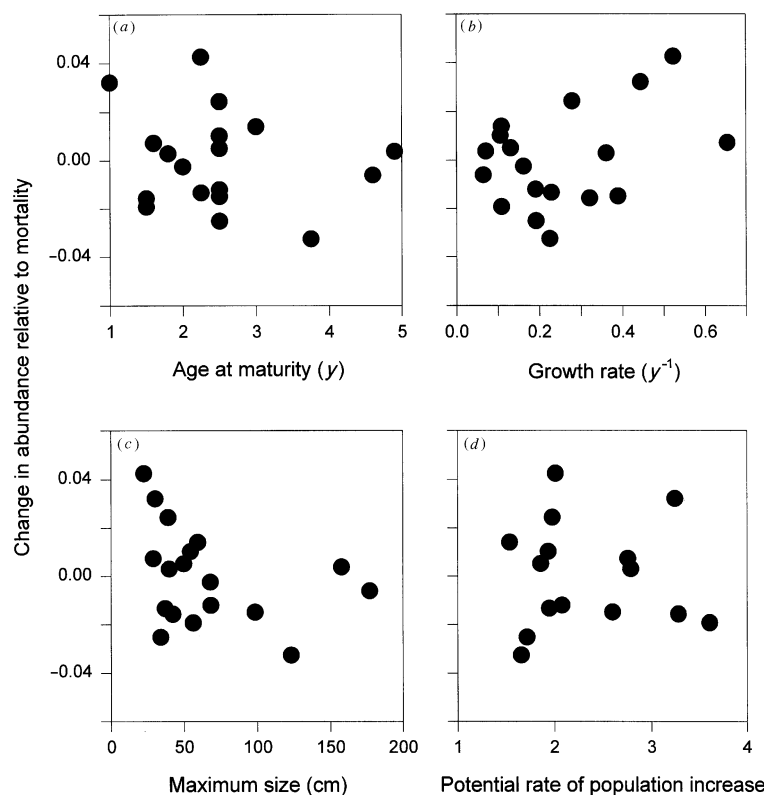 (a)
(b)
0.04
0.00
−0.04
1 2 3 4 5
0.0 0.2 0.4 0.6
Age at maturity (y)
Growth rate (y⁻¹)
Change in abundance relative to mortality
(c)
(d)
0.04
0.00
−0.04
0 50 100 150 200
1 2 3 4
Maximum size (cm)
Potential rate of population increase